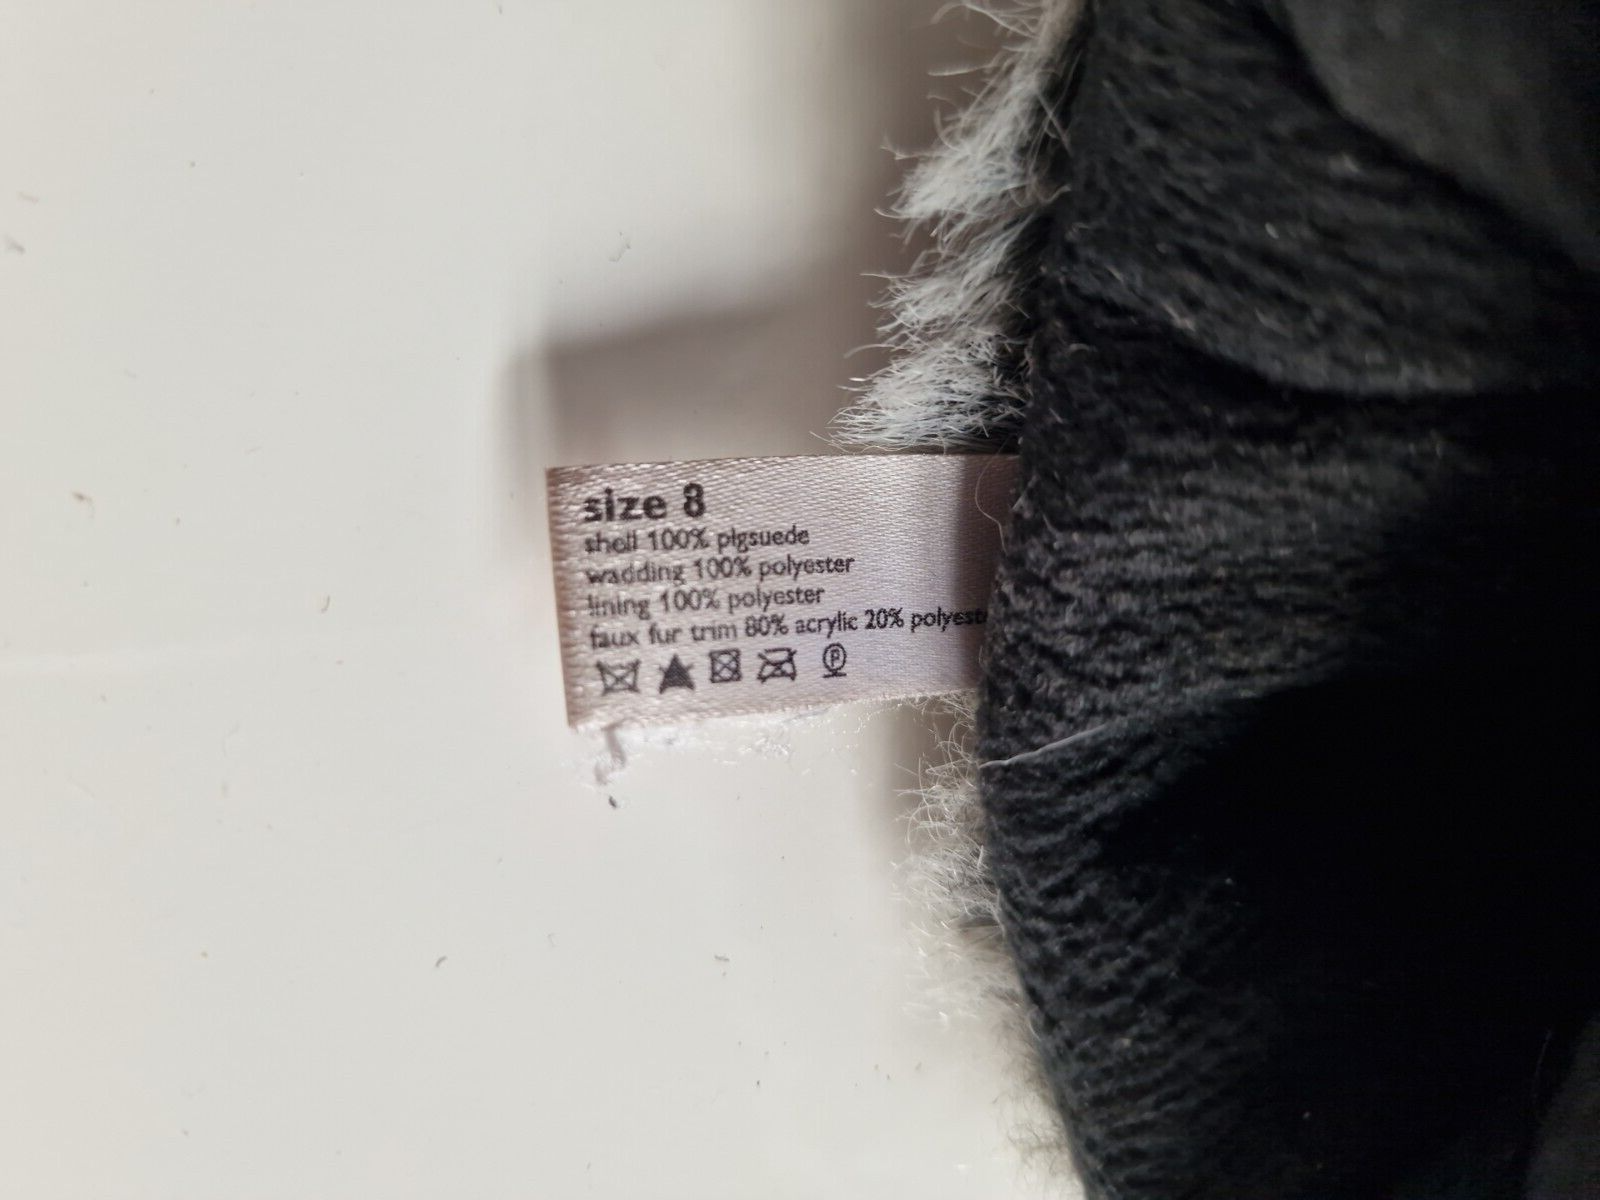 size 8
shell 100% pigsuede
wadding 100% polyester
lining 100% polyester
faux fur trim 80% acrylic 20% polyest
P